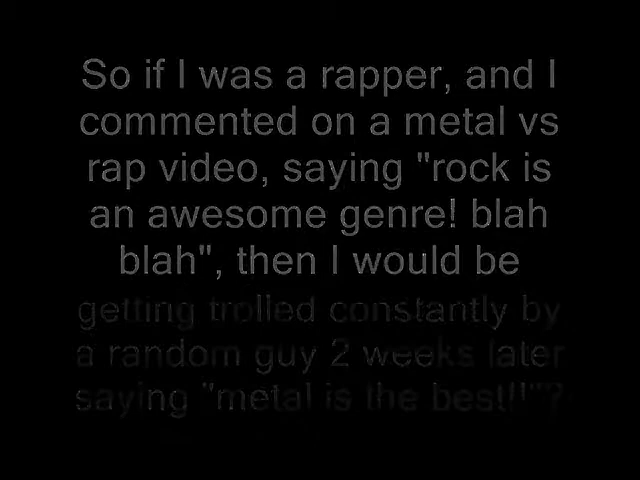 So if I was a rapper, and I
commented on a metal vs
rap video, saying "rock is
an awesome genre! blah
blah", then I would be
getting trolled constantly by
a random guy 2 weeks later
saying "metal is the best!!"?